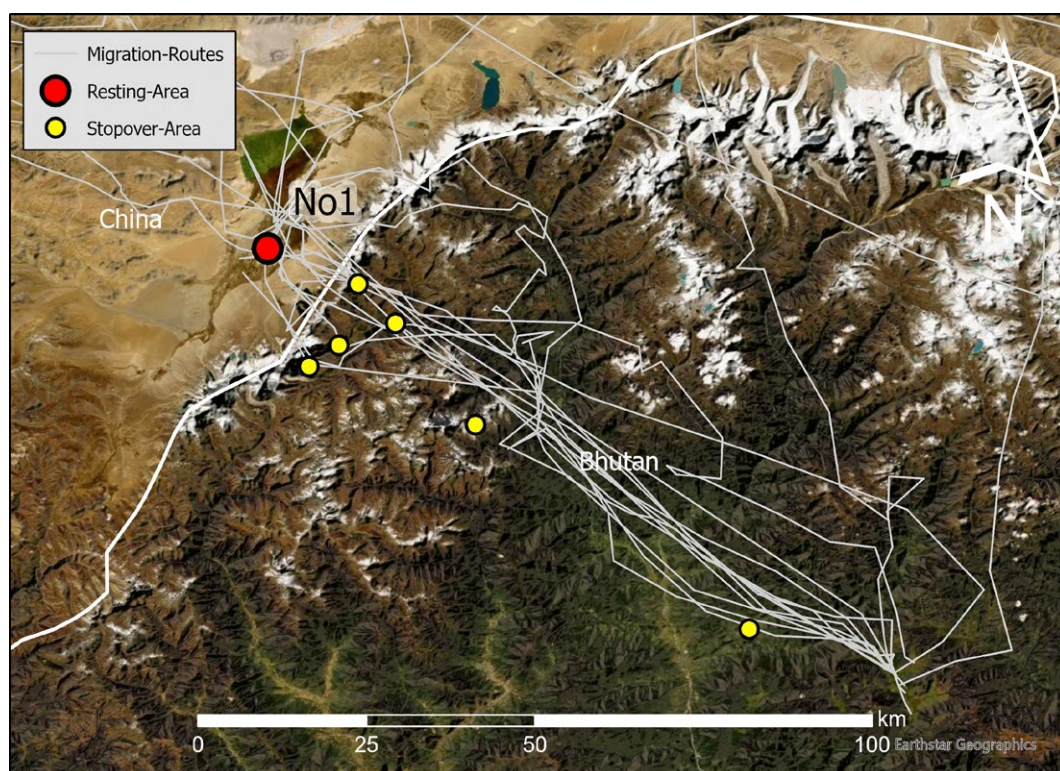 Migration-Routes
Resting-Area
Stopover-Area
No1
China
N
Bhutan
km
0 25 50 100
Earthstar Geographics